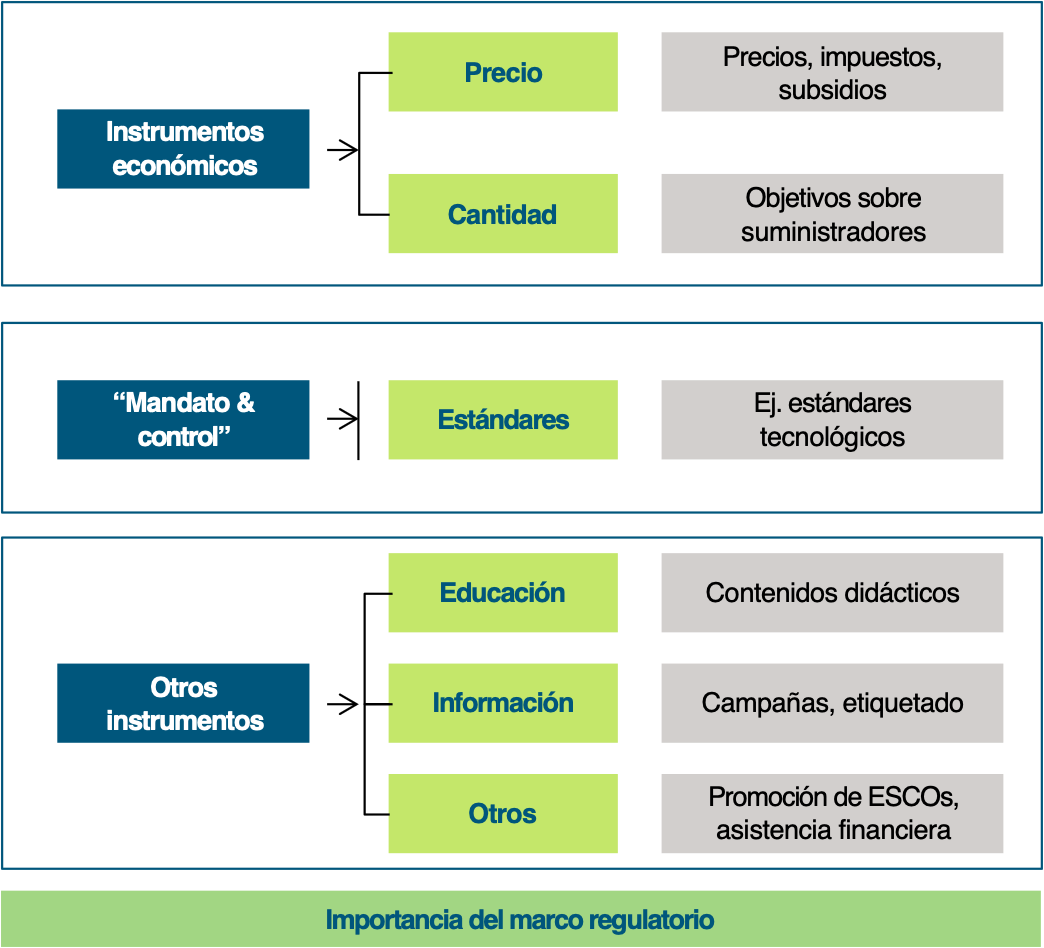 Instrumentos
económicos
Precio
Precios, impuestos,
subsidios
Cantidad
Objetivos sobre
suministradores
“Mandato &
control”
Estándares
Ej. estándares
tecnológicos
Otros
instrumentos
Educación
Contenidos didácticos
Información
Campañas, etiquetado
Otros
Promoción de ESCOs,
asistencia financiera
Importancia del marco regulatorio